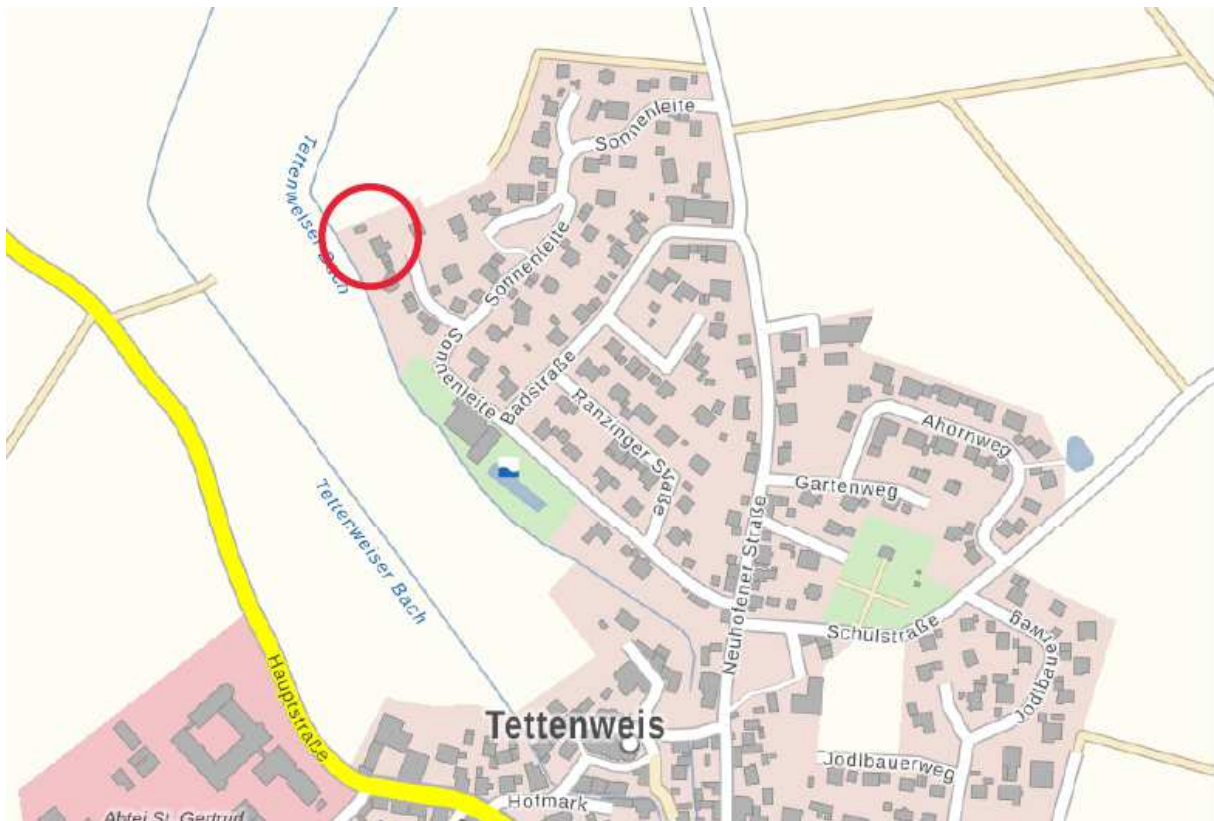 Sonnenleite
Tettenweiser Bach
Sonnenleite
Sonnenleite
Badstraße
Ranzinger Straße
Ahornweg
Gartenweg
Tettenweiser Bach
Neuhofener Straße
Schulstraße
Jodlbauerweg
Hauptstraße
Tettenweis
Jodlbauerweg
Hofmark
Abtei St. Gertrud